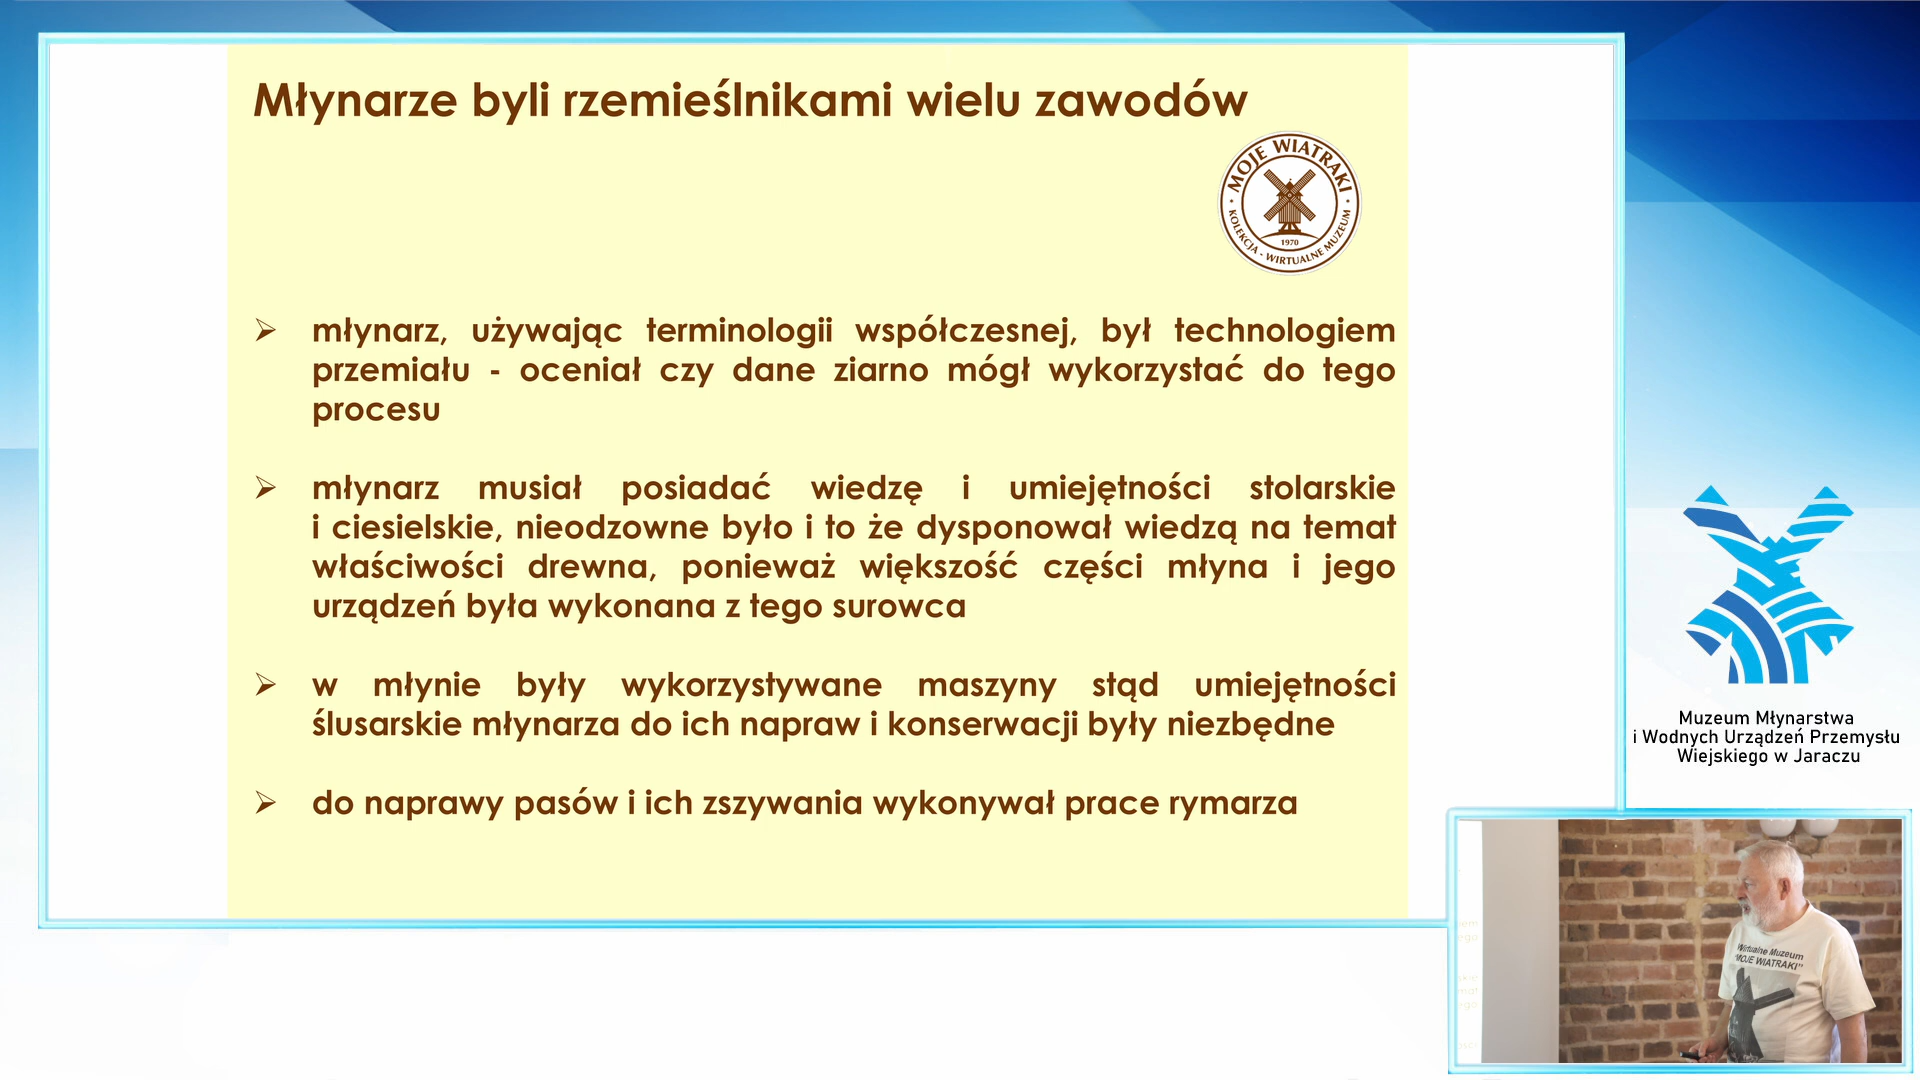 Młynarze byli rzemieślnikami wielu zawodów
MOJE WIATRAKI
KOLEKCJA - WIRTUALNE MUZEUM
1970
młynarz, używając terminologii współczesnej, był technologiem
przemiału - oceniał czy dane ziarno mógł wykorzystać do tego
procesu
młynarz musiał posiadać wiedzę i umiejętności stolarskie
i ciesielskie, nieodzowne było i to że dysponował wiedzą na temat
właściwości drewna, ponieważ większość części młyna i jego
urządzeń była wykonana z tego surowca
w młynie były wykorzystywane maszyny stąd umiejętności
ślusarskie młynarza do ich napraw i konserwacji były niezbędne
do naprawy pasów i ich zszywania wykonywał prace rymarza
Muzeum Młynarstwa
i Wodnych Urządzeń Przemysłu
Wiejskiego w Jaraczu
Wirtualne Muzeum
"MOJE WIATRAKI"